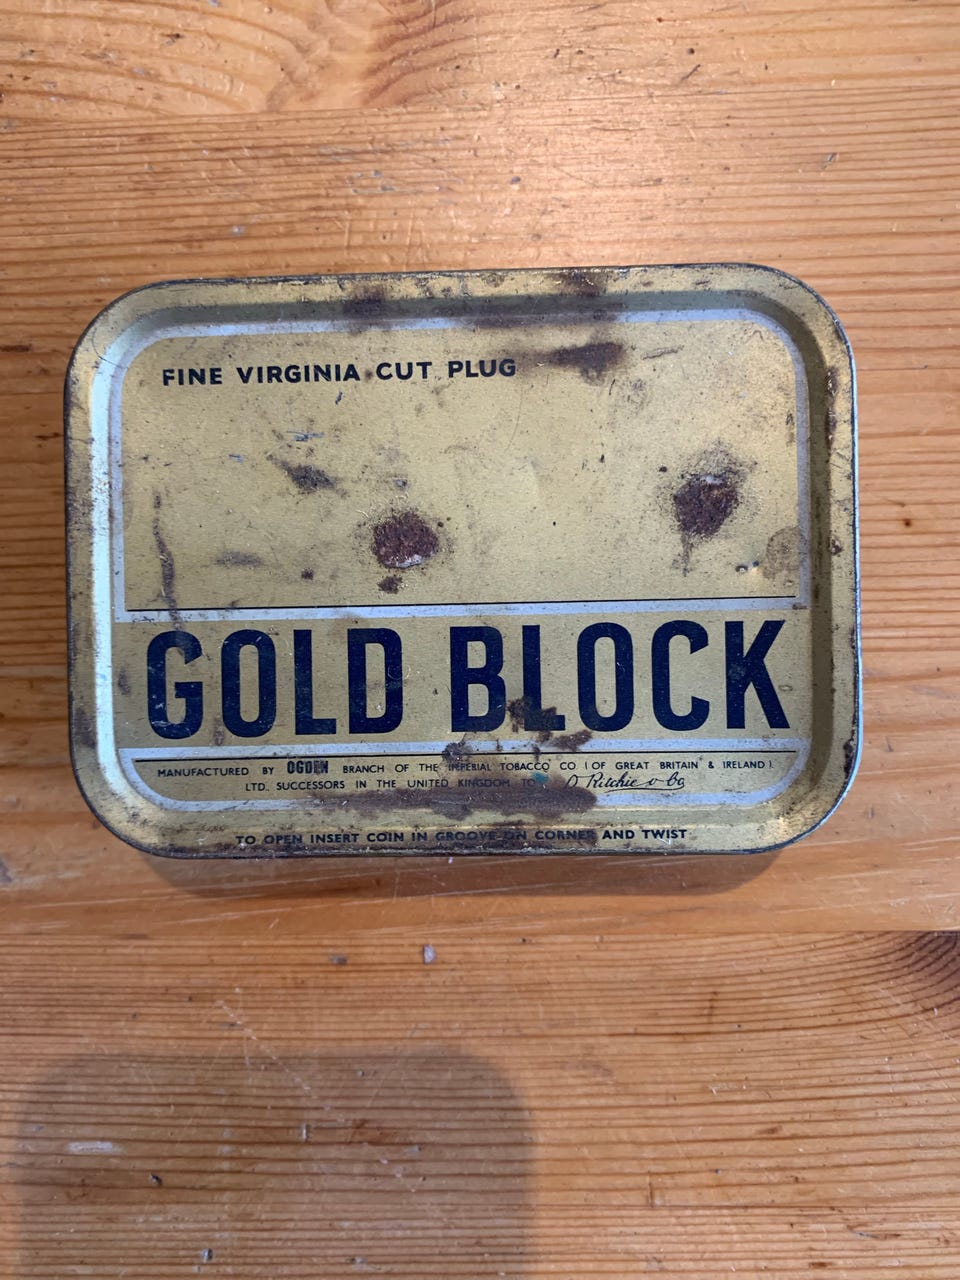 FINE VIRGINIA CUT PLUG
GOLD BLOCK
MANUFACTURED BY OGDEN BRANCH OF THE IMPERIAL TOBACCO CO (OF GREAT BRITAIN & IRELAND).
LTD. SUCCESSORS IN THE UNITED KINGDOM TO D Ritchie & Co
TO OPEN INSERT COIN IN GROOVE ON CORNER AND TWIST